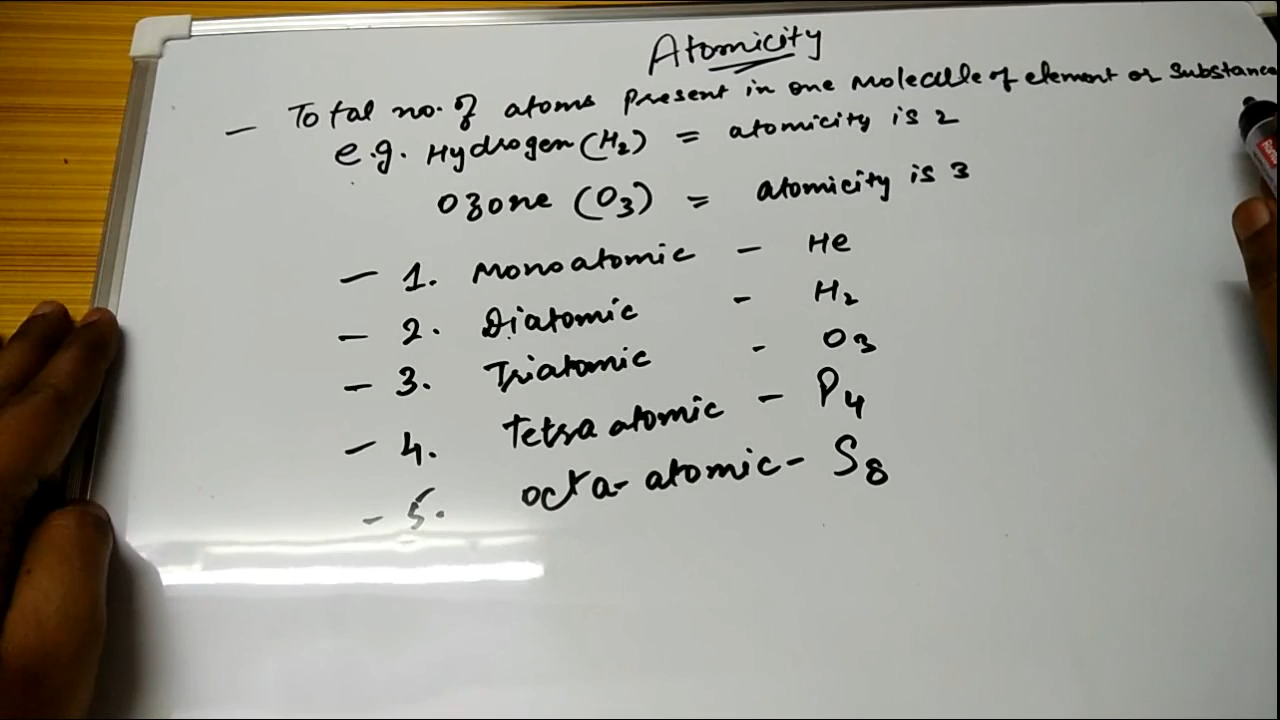 Atomicity
- Total no. of atoms present in one molecule of element or substance
e.g. Hydrogen (H₂) = atomicity is 2
Ozone (O₃) = atomicity is 3
- 1. Monoatomic - He
- 2. Diatomic - H₂
- 3. Triatomic - O₃
- 4. Tetra atomic - P₄
- 5. octa-atomic - S₈